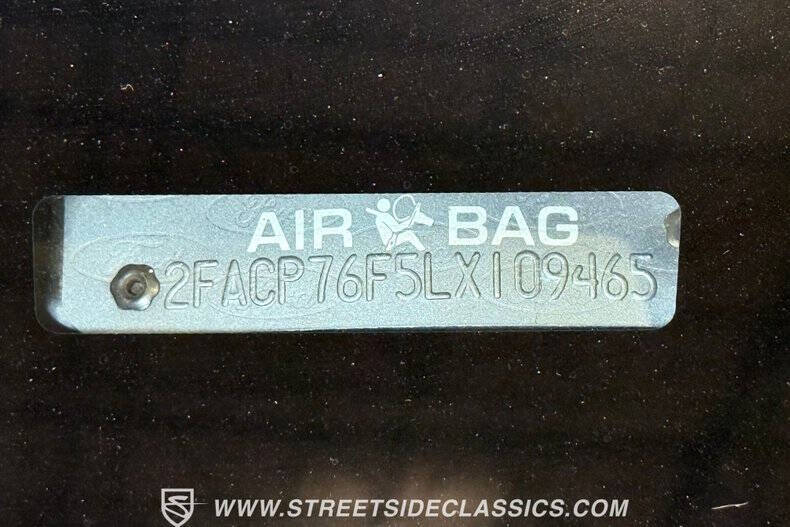 AIR BAG
2FACP76F5LX109465
WWW.STREETSIDECLASSICS.COM